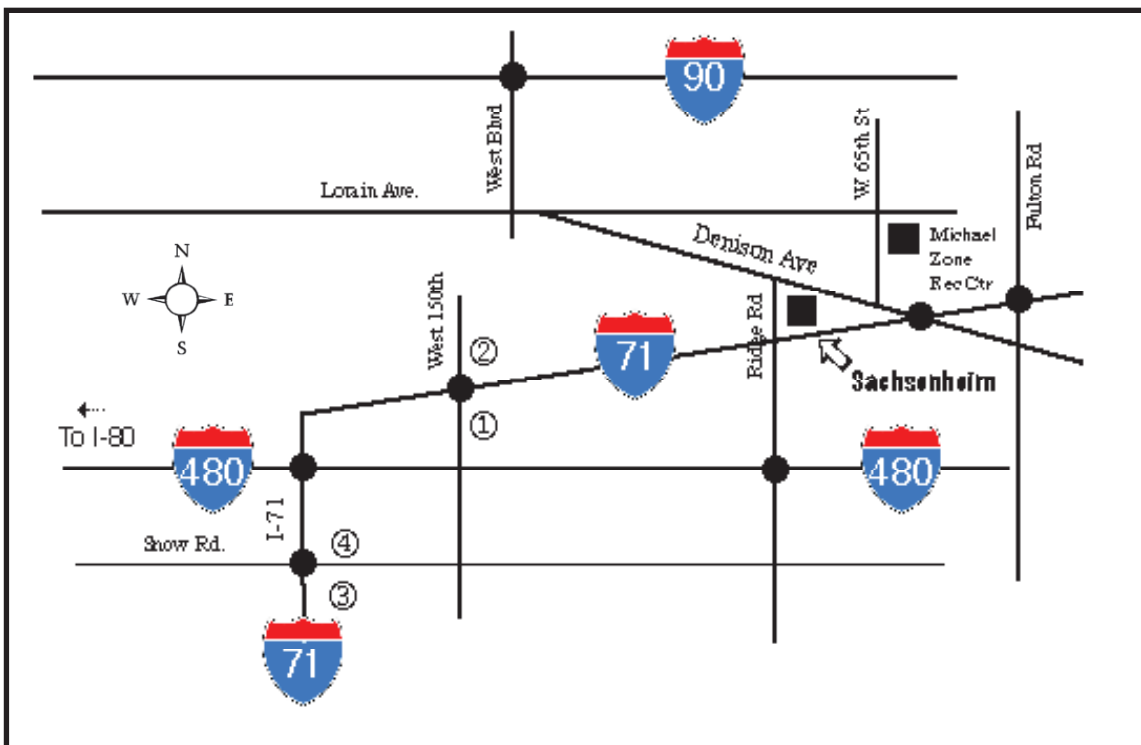 90
West Blvd
W. 65th St
Fulton Rd
Lorain Ave.
Denison Ave
Michael
Zone
Rec Ctr
N
W
E
S
West 150th
②
71
Ridge Rd
Sachsenheim
①
To I-80
480
480
I-71
Snow Rd.
④
③
71